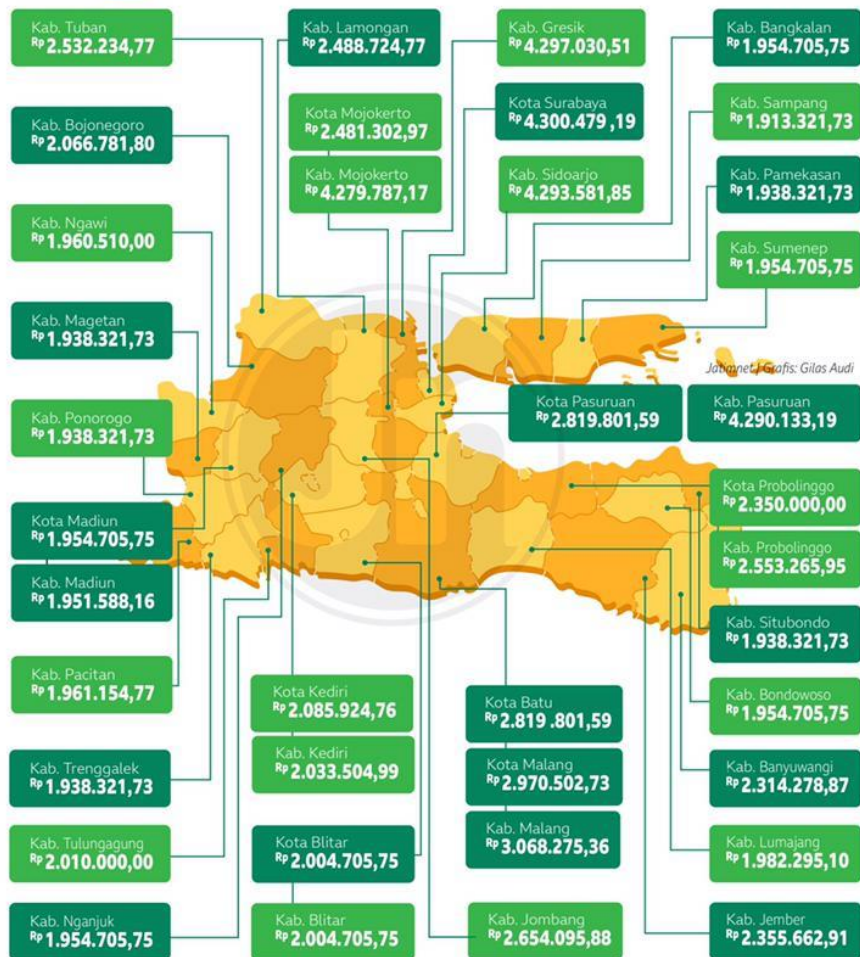 Kab. Tuban
Rp 2.532.234,77
Kab. Lamongan
Rp 2.488.724,77
Kab. Gresik
Rp 4.297.030,51
Kab. Bangkalan
Rp 1.954.705,75
Kab. Bojonegoro
Rp 2.066.781,80
Kota Mojokerto
Rp 2.481.302,97
Kota Surabaya
Rp 4.300.479 ,19
Kab. Sampang
Rp 1.913.321,73
Kab. Mojokerto
Rp 4.279.787,17
Kab. Sidoarjo
Rp 4.293.581,85
Kab. Pamekasan
Rp 1.938.321,73
Kab. Ngawi
Rp 1.960.510,00
Kab. Sumenep
Rp 1.954.705,75
Kab. Magetan
Rp 1.938.321,73
Jatimnet | Grafis: Gilas Audi
Kab. Ponorogo
Rp 1.938.321,73
Kota Pasuruan
Rp 2.819.801,59
Kab. Pasuruan
Rp 4.290.133,19
Kota Madiun
Rp 1.954.705,75
Kota Probolinggo
Rp 2.350.000,00
Kab. Madiun
Rp 1.951.588,16
Kab. Probolinggo
Rp 2.553.265,95
Kab. Situbondo
Rp 1.938.321,73
Kab. Pacitan
Rp 1.961.154,77
Kota Kediri
Rp 2.085.924,76
Kota Batu
Rp 2.819 .801,59
Kab. Bondowoso
Rp 1.954.705,75
Kab. Kediri
Rp 2.033.504,99
Kab. Trenggalek
Rp 1.938.321,73
Kota Malang
Rp 2.970.502,73
Kab. Banyuwangi
Rp 2.314.278,87
Kab. Tulungagung
Rp 2.010.000,00
Kota Blitar
Rp 2.004.705,75
Kab. Malang
Rp 3.068.275,36
Kab. Lumajang
Rp 1.982.295,10
Kab. Nganjuk
Rp 1.954.705,75
Kab. Blitar
Rp 2.004.705,75
Kab. Jombang
Rp 2.654.095,88
Kab. Jember
Rp 2.355.662,91